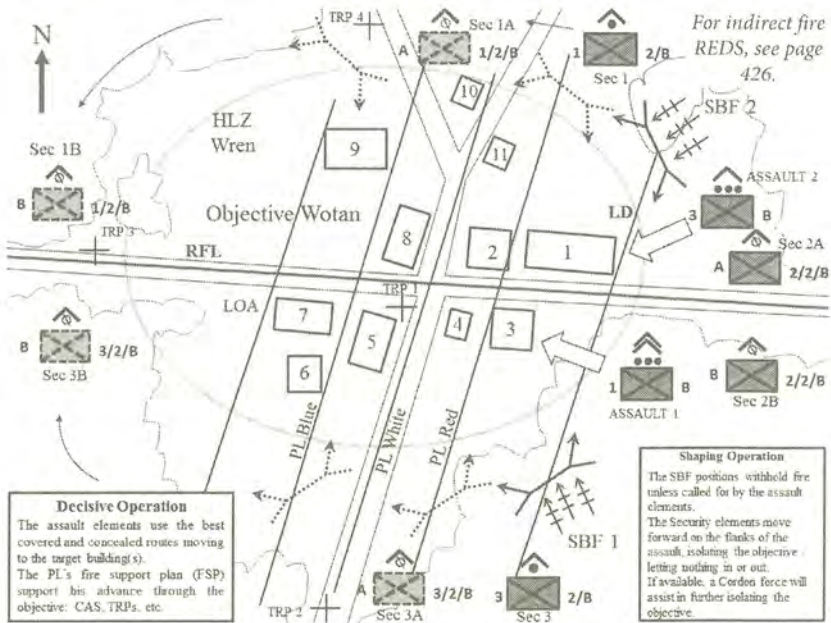 For indirect fire
REDS, see page
426.
N
TRP 4
A
Sec 1A
1/2/B
1
2/B
Sec 1
SBF 2
10
11
HLZ
Wren
9
Sec 1B
B
1/2/B
TRP 3
Objective Wotan
RFL
8
2
1
LD
ASSAULT 2
3
B
Sec 2A
A
2/2/B
LOA
TRP 1
7
5
4
3
6
B
3/2/B
Sec 3B
1
B
ASSAULT 1
B
2/2/B
Sec 2B
PL Blue
PL White
PL Red
SBF 1
Decisive Operation
The assault elements use the best
covered and concealed routes moving
to the target building(s).
The PL's fire support plan (FSP)
support his advance through the
objective: CAS, TRPs, etc.
TRP 2
A
3/2/B
Sec 3A
3
2/B
Sec 3
Shaping Operation
The SBF positions withhold fire
unless called for by the assault
elements.
The Security elements move
forward on the flanks of the
assault, isolating the objective
letting nothing in or out.
If available, a Cordon force will
assist in further isolating the
objective.